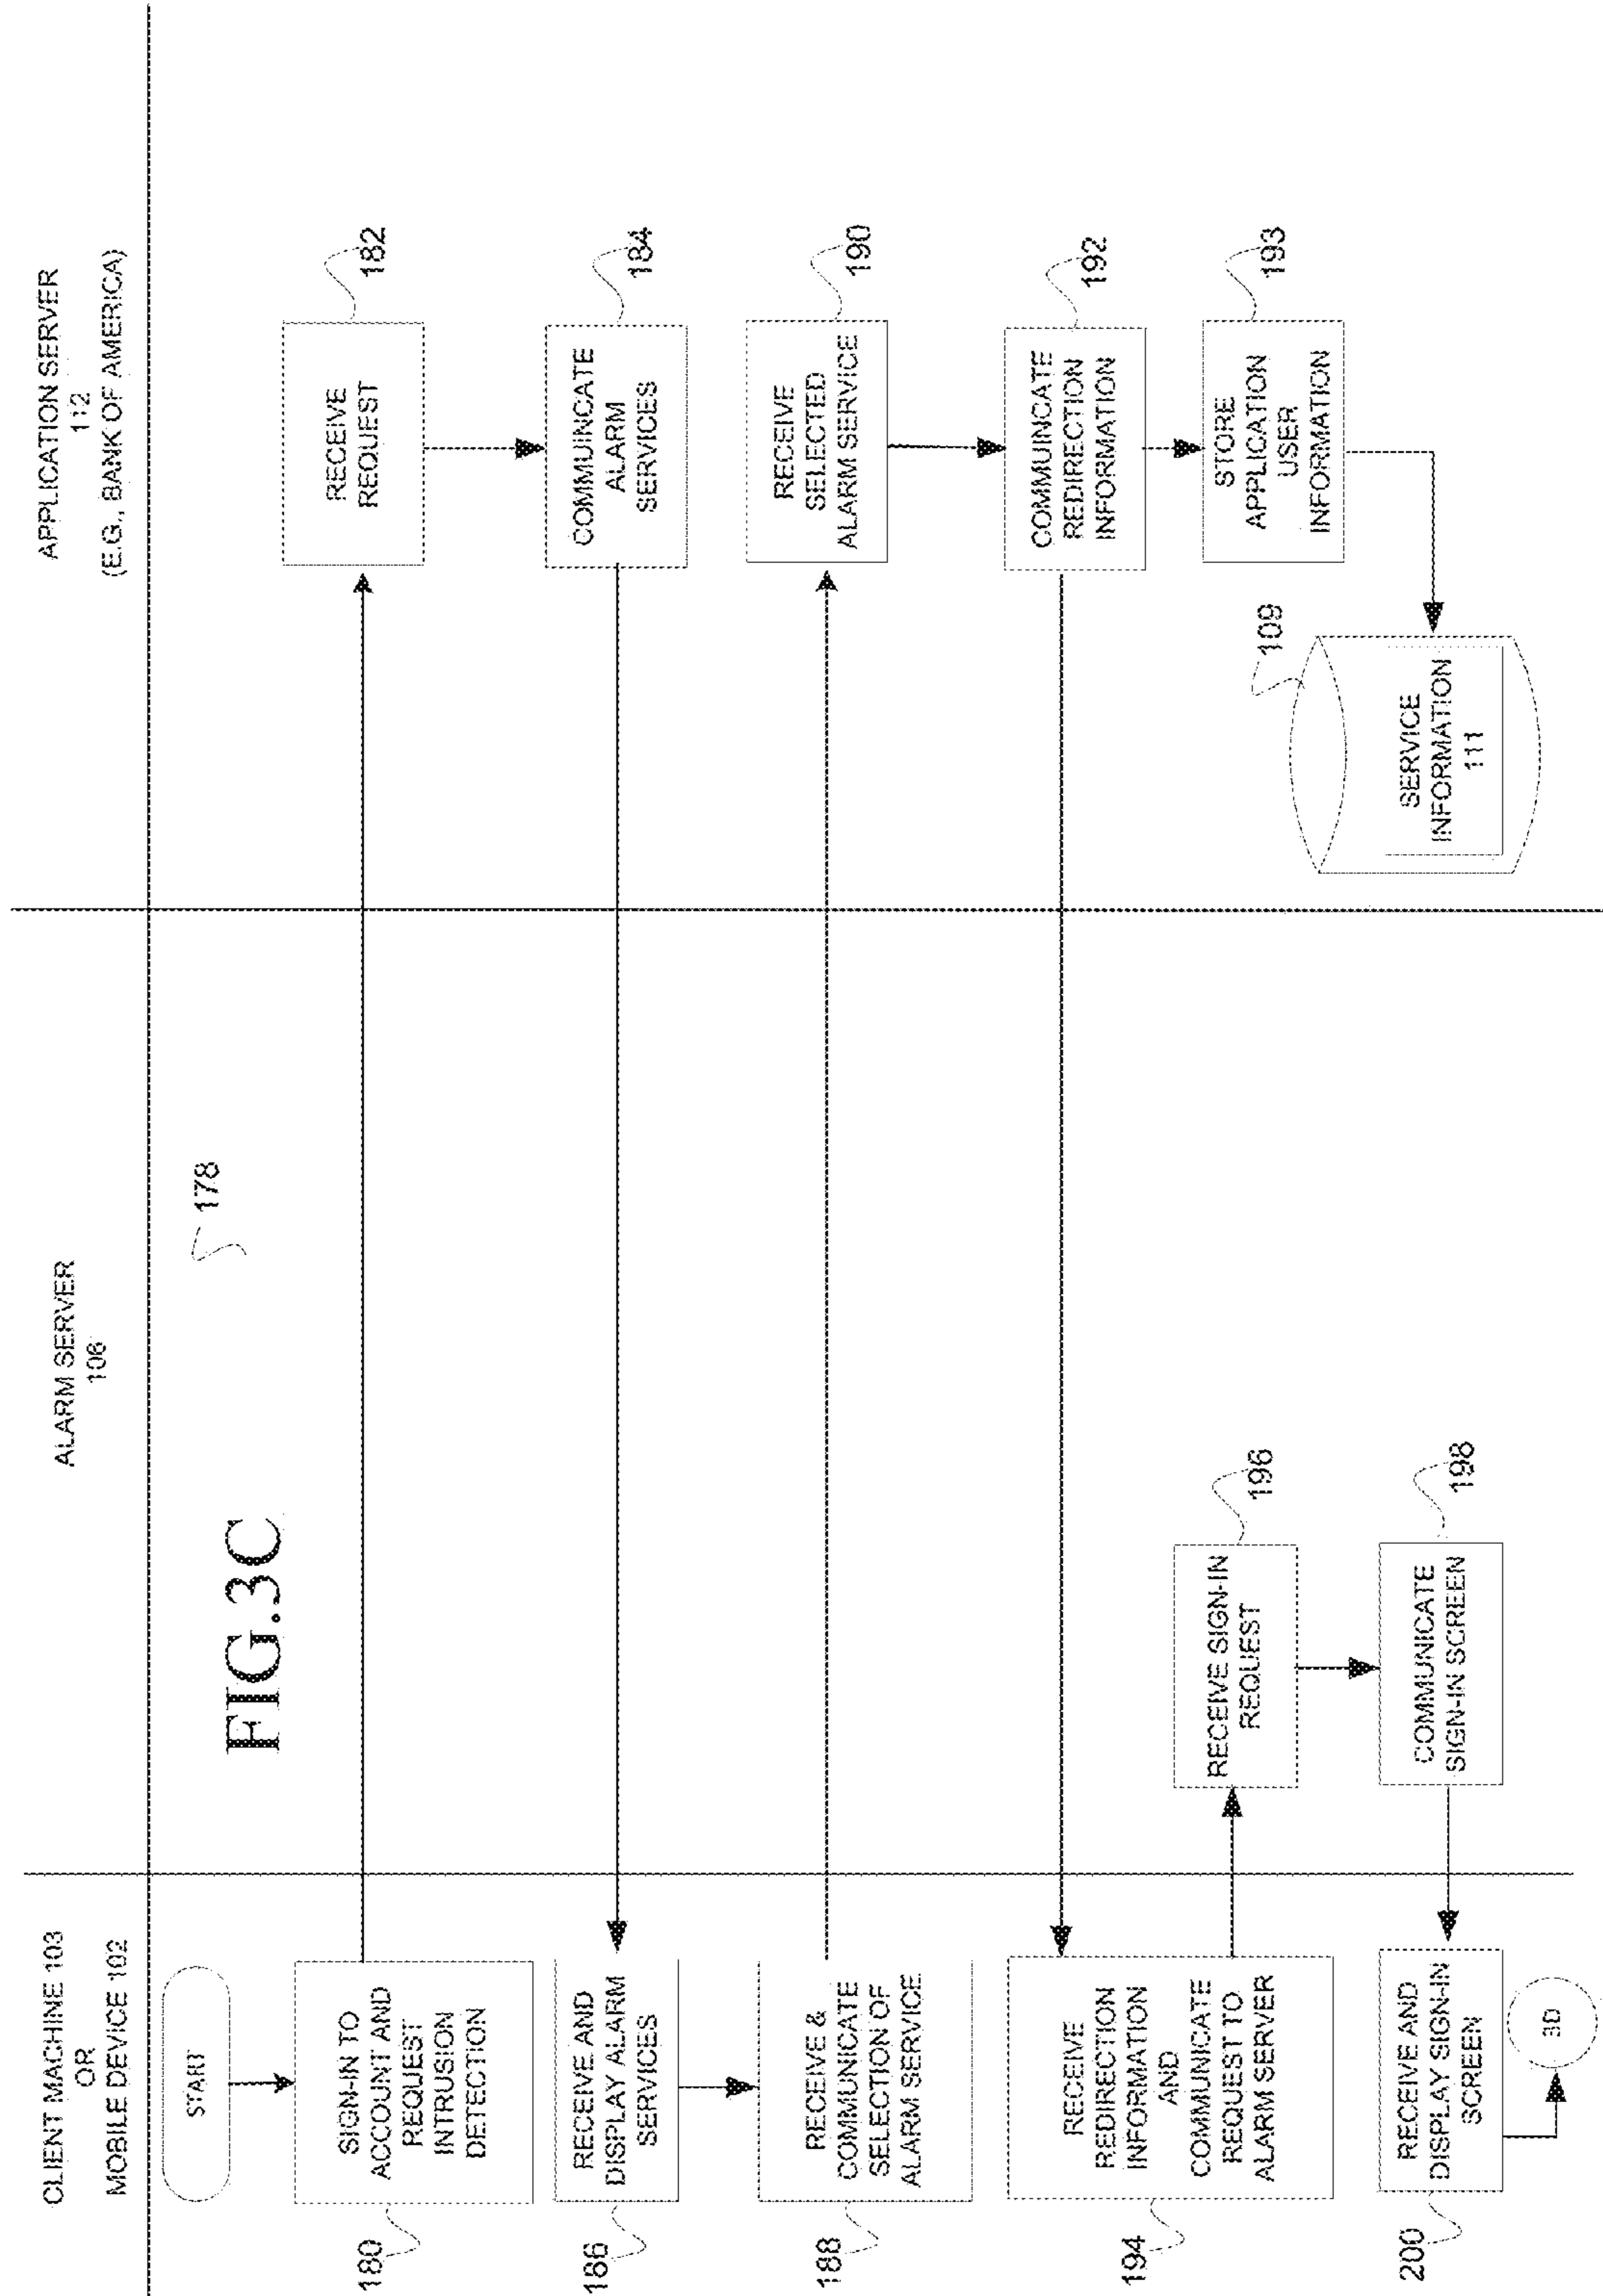 CLIENT MACHINE 103
OR
MOBILE DEVICE 102
ALARM SERVER
106
APPLICATION SERVER
112
(E.G., BANK OF AMERICA)
FIG.3C
178
START
SIGN-IN TO
ACCOUNT AND
REQUEST
INTRUSION
DETECTION
180
RECEIVE
REQUEST
182
COMMUINCATE
ALARM
SERVICES
184
RECEIVE AND
DISPLAY ALARM
SERVICES
186
RECEIVE &
COMMUNICATE
SELECTION OF
ALARM SERVICE
188
RECEIVE
SELECTED
ALARM SERVICE
190
COMMUINCATE
REDIRECTION
INFORMATION
192
STORE
APPLICATION
USER
INFORMATION
193
109
SERVICE
INFORMATION
111
RECEIVE
REDIRECTION
INFORMATION
AND
COMMUNICATE
REQUEST TO
ALARM SERVER
194
RECEIVE SIGN-IN
REQUEST
196
COMMUNICATE
SIGN-IN SCREEN
198
RECEIVE AND
DISPLAY SIGN-IN
SCREEN
200
3D